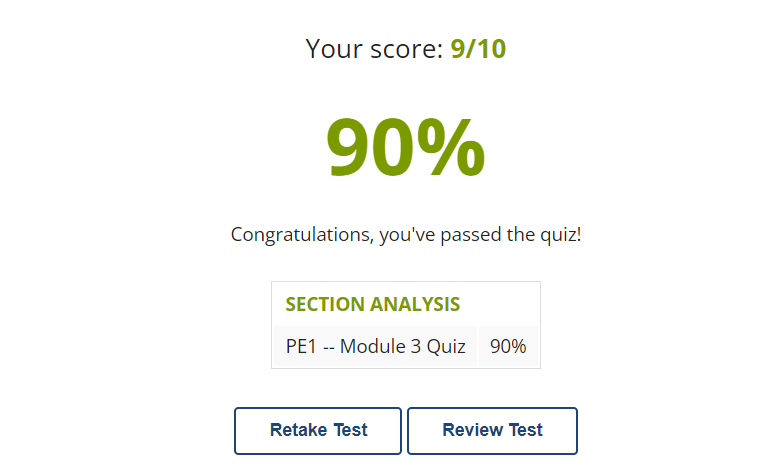 Your score: 9/10
90%
Congratulations, you've passed the quiz!
SECTION ANALYSIS
PE1 -- Module 3 Quiz 90%
Retake Test Review Test